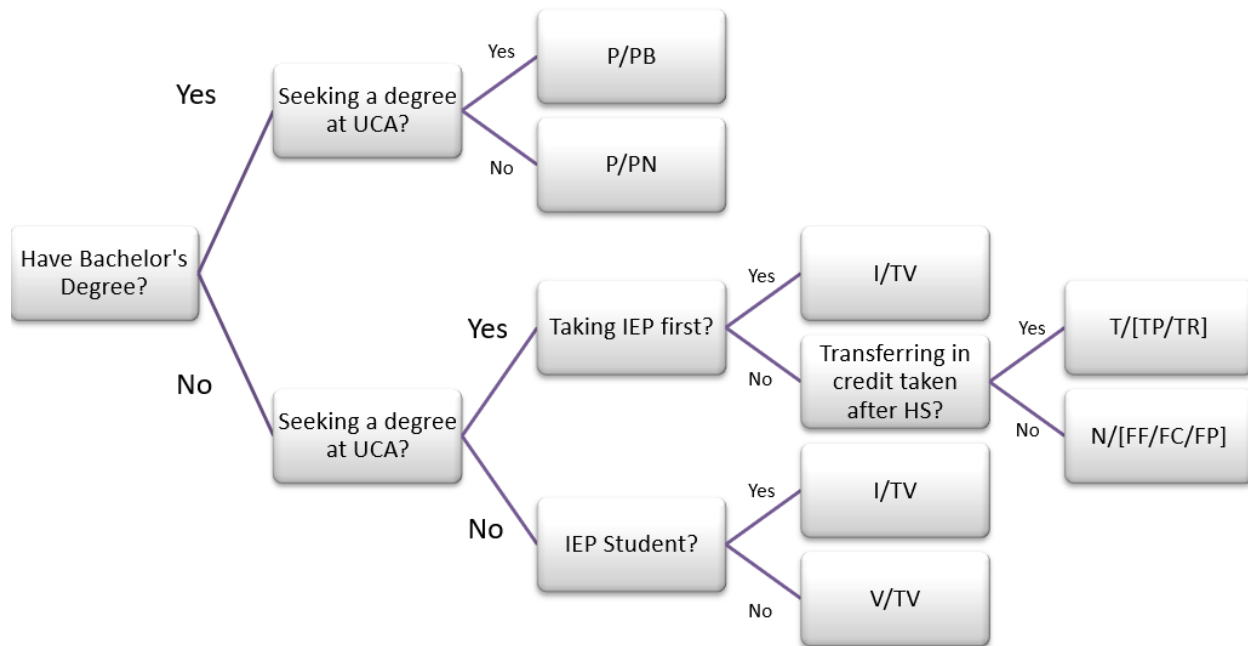 Have Bachelor's
Degree?
Yes
Seeking a degree
at UCA?
Yes
P/PB
No
P/PN
No
Seeking a degree
at UCA?
Yes
Taking IEP first?
Yes
I/TV
No
Transferring in
credit taken
after HS?
Yes
T/[TP/TR]
No
N/[FF/FC/FP]
No
IEP Student?
Yes
I/TV
No
V/TV